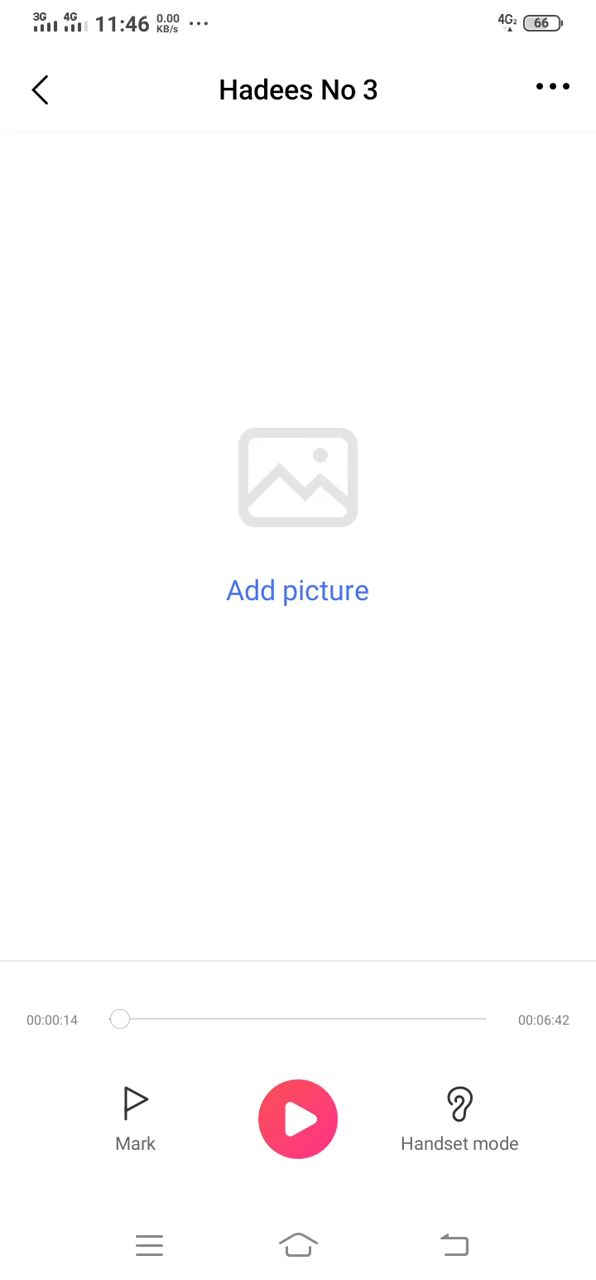 3G 4G 11:46 0.00 KB/s ... 4G2 66
Hadees No 3
Add picture
00:00:14 00:06:42
Mark Handset mode